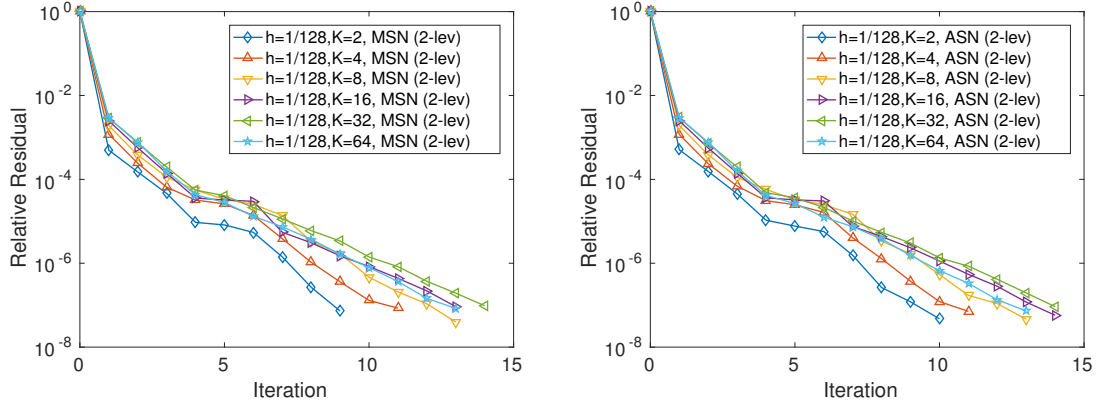 10^0
10^-2
10^-4
10^-6
10^-8
Relative Residual
h=1/128,K=2, MSN (2-lev)
h=1/128,K=4, MSN (2-lev)
h=1/128,K=8, MSN (2-lev)
h=1/128,K=16, MSN (2-lev)
h=1/128,K=32, MSN (2-lev)
h=1/128,K=64, MSN (2-lev)
0 5 10 15
Iteration
10^0
10^-2
10^-4
10^-6
10^-8
Relative Residual
h=1/128,K=2, ASN (2-lev)
h=1/128,K=4, ASN (2-lev)
h=1/128,K=8, ASN (2-lev)
h=1/128,K=16, ASN (2-lev)
h=1/128,K=32, ASN (2-lev)
h=1/128,K=64, ASN (2-lev)
0 5 10 15
Iteration